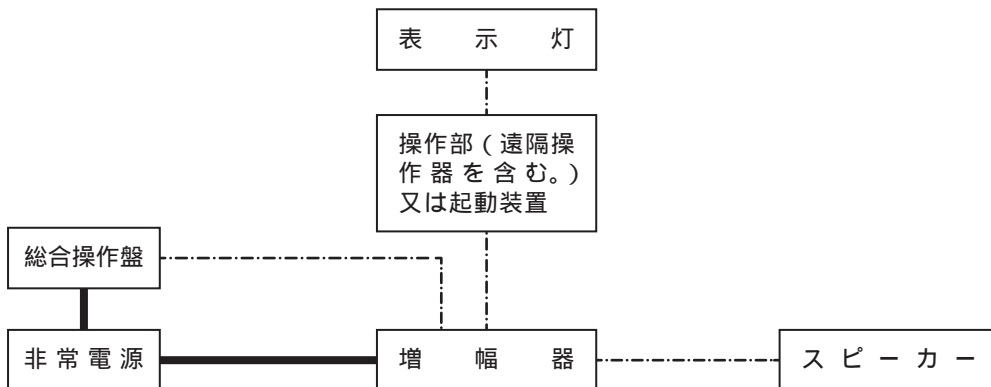 表示灯
操作部(遠隔操
作器を含む。)
又は起動装置
総合操作盤
非常電源
増幅器
スピーカー